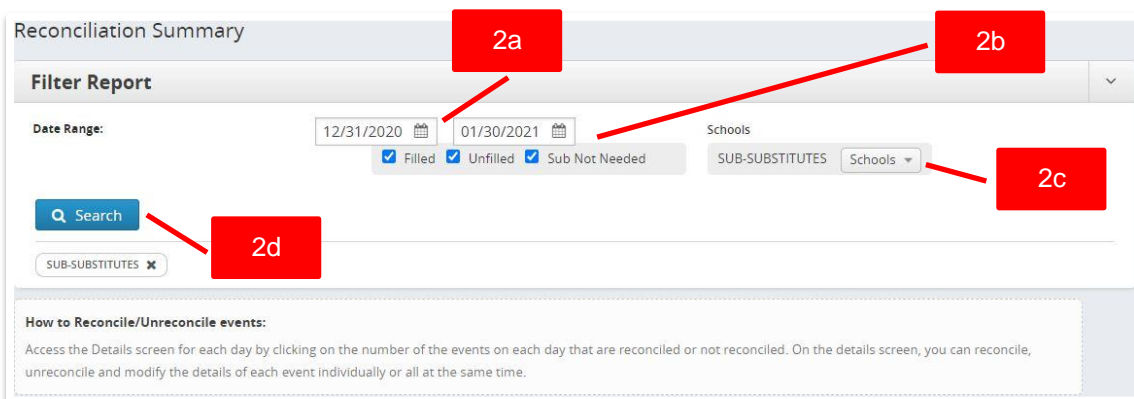 Reconciliation Summary
2a
2b
Filter Report
Date Range:
12/31/2020
01/30/2021
Schools
Filled Unfilled Sub Not Needed
SUB-SUBSTITUTES Schools
2c
Search
2d
SUB-SUBSTITUTES ✖
How to Reconcile/Unreconcile events:
Access the Details screen for each day by clicking on the number of the events on each day that are reconciled or not reconciled. On the details screen, you can reconcile,
unreconcile and modify the details of each event individually or all at the same time.